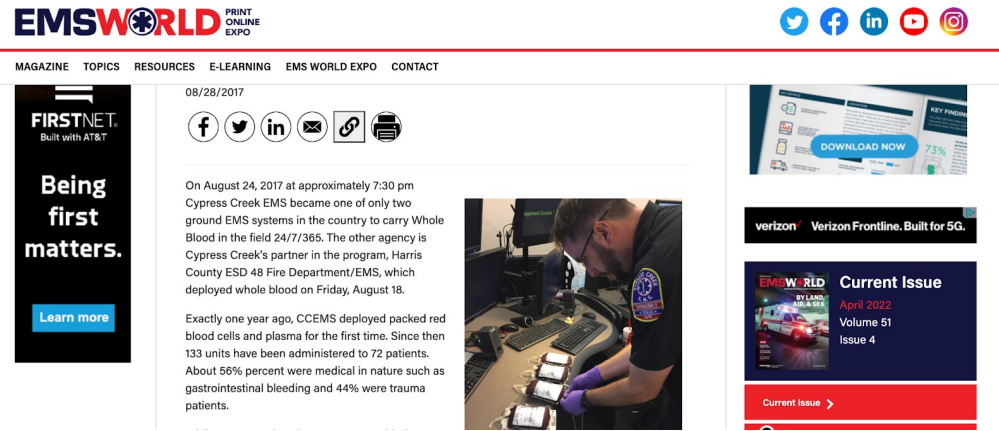 EMSWORLD
PRINT
ONLINE
EXPO
MAGAZINE TOPICS RESOURCES E-LEARNING EMS WORLD EXPO CONTACT
FIRSTNET.
Built with AT&T
Being
first
matters.
Learn more
08/28/2017
On August 24, 2017 at approximately 7:30 pm
Cypress Creek EMS became one of only two
ground EMS systems in the country to carry Whole
Blood in the field 24/7/365. The other agency is
Cypress Creek's partner in the program, Harris
County ESD 48 Fire Department/EMS, which
deployed whole blood on Friday, August 18.
Exactly one year ago, CCEMS deployed packed red
blood cells and plasma for the first time. Since then
133 units have been administered to 72 patients.
About 56% percent were medical in nature such as
gastrointestinal bleeding and 44% were trauma
patients.
KEY FINDING
73%
DOWNLOAD NOW
verizon Verizon Frontline. Built for 5G.
EMSWORLD
BY LAND,
AIR, & SEA
Current Issue
April 2022
Volume 51
Issue 4
Current Issue